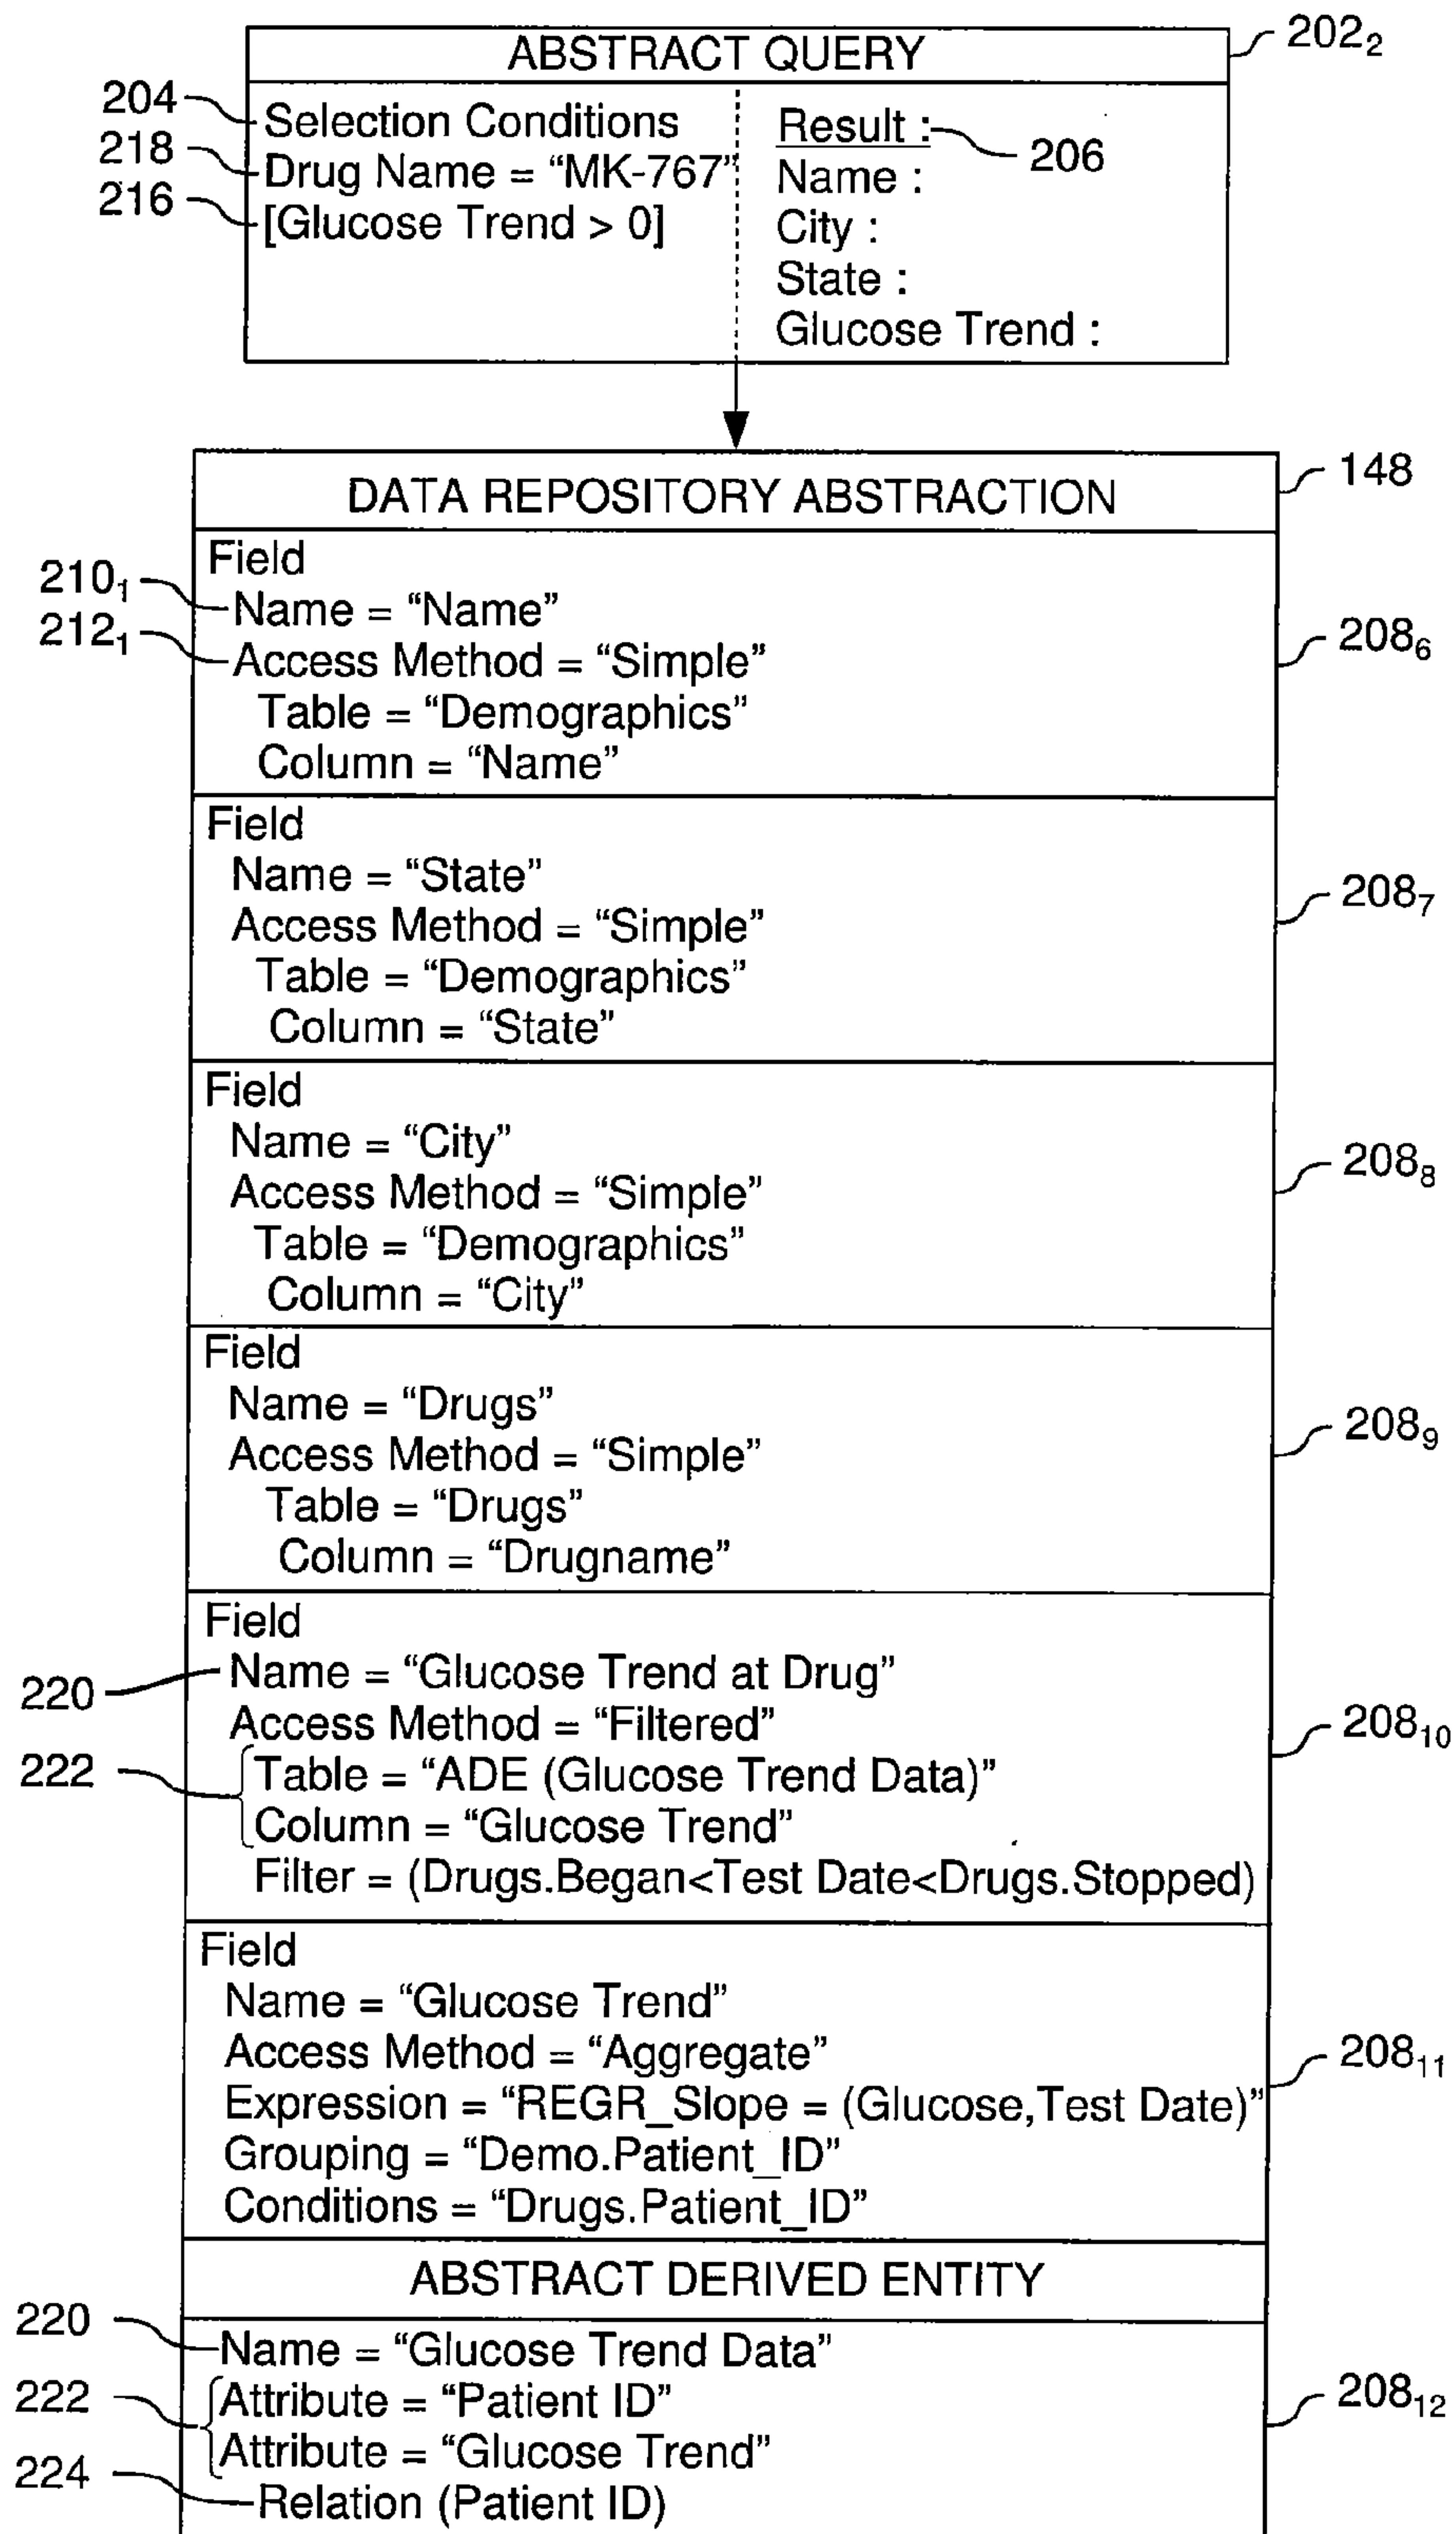 ABSTRACT QUERY
202₂
204
Selection Conditions
218
Drug Name = “MK-767”
216
[Glucose Trend > 0]
Result :
206
Name :
City :
State :
Glucose Trend :
DATA REPOSITORY ABSTRACTION
148
Field
210₁
Name = “Name”
212₁
Access Method = “Simple”
208₆
Table = “Demographics”
Column = “Name”
Field
Name = “State”
208₇
Access Method = “Simple”
Table = “Demographics”
Column = “State”
Field
Name = “City”
208₈
Access Method = “Simple”
Table = “Demographics”
Column = “City”
Field
Name = “Drugs”
208₉
Access Method = “Simple”
Table = “Drugs”
Column = “Drugname”
Field
220
Name = “Glucose Trend at Drug”
Access Method = “Filtered”
208₁₀
222
Table = “ADE (Glucose Trend Data)”
Column = “Glucose Trend”
Filter = (Drugs.Began<Test Date<Drugs.Stopped)
Field
Name = “Glucose Trend”
Access Method = “Aggregate”
208₁₁
Expression = “REGR_Slope = (Glucose,Test Date)”
Grouping = “Demo.Patient_ID”
Conditions = “Drugs.Patient_ID”
ABSTRACT DERIVED ENTITY
220
Name = “Glucose Trend Data”
222
Attribute = “Patient ID”
208₁₂
Attribute = “Glucose Trend”
224
Relation (Patient ID)